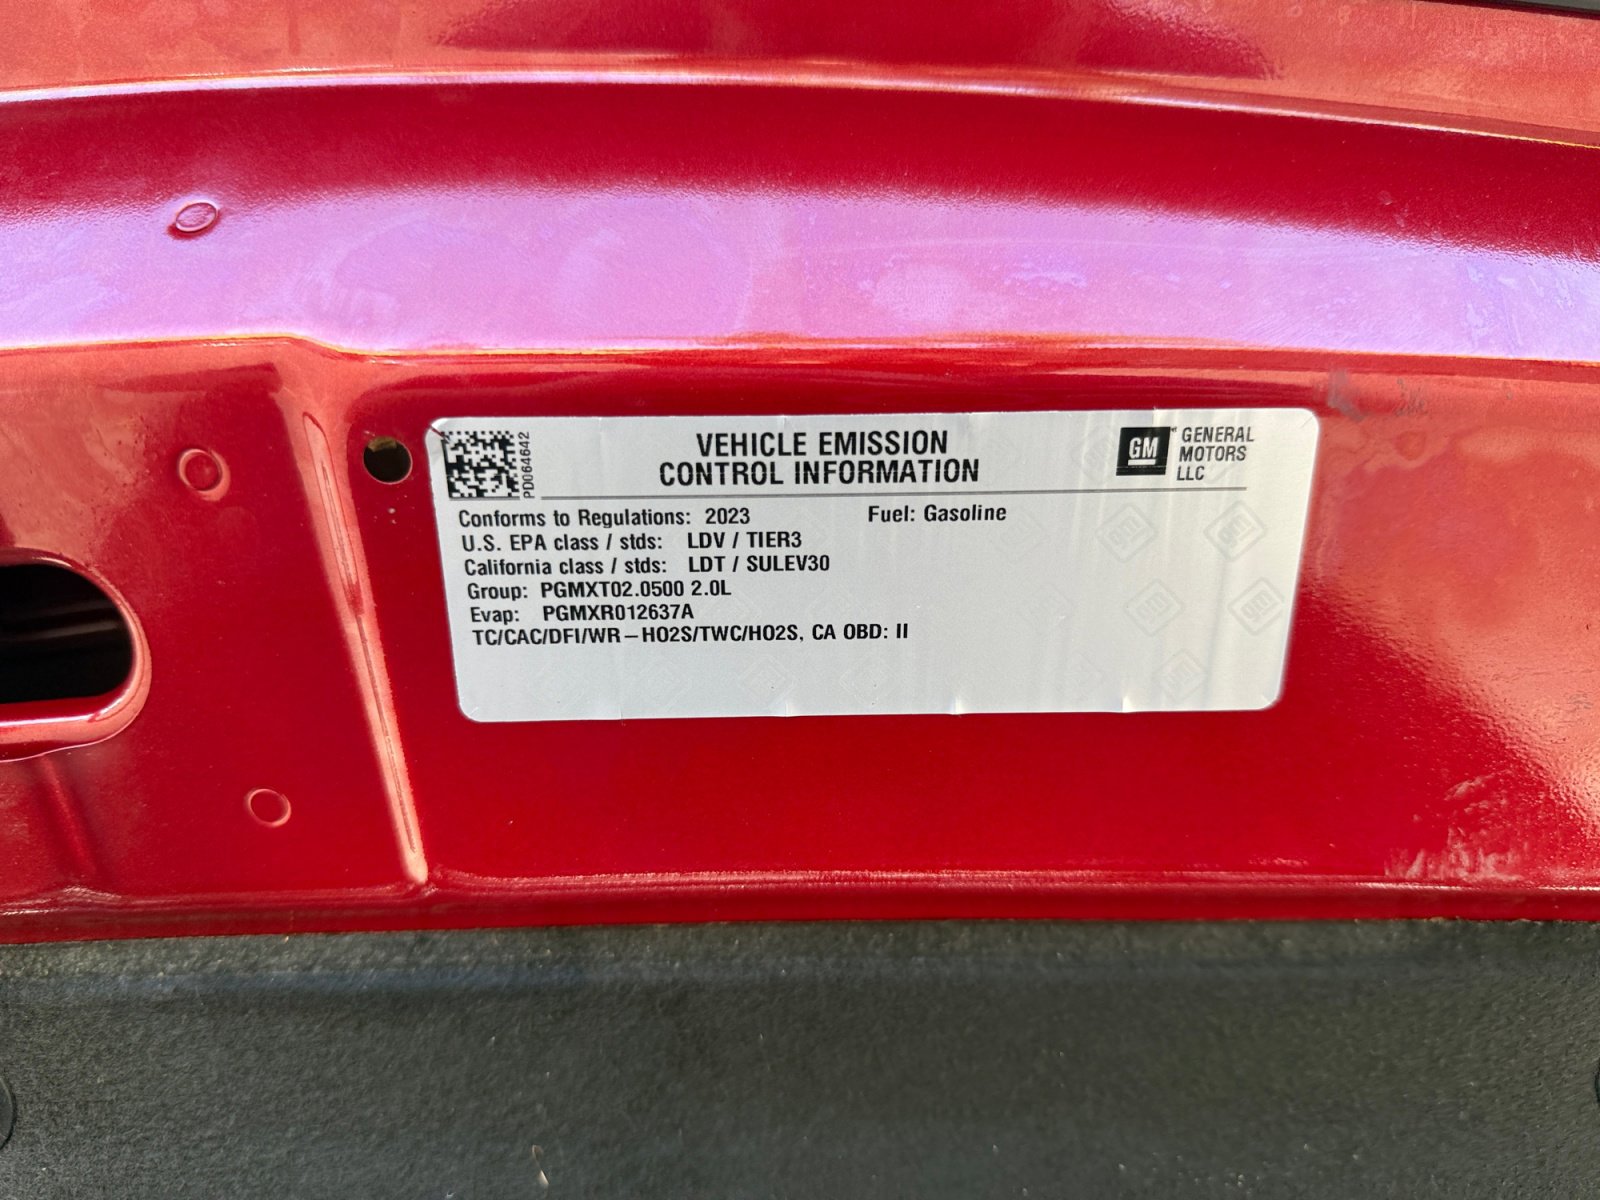 PD064642
VEHICLE EMISSION
CONTROL INFORMATION
GM
GENERAL
MOTORS
LLC
Conforms to Regulations: 2023 Fuel: Gasoline
U.S. EPA class / stds: LDV / TIER3
California class / stds: LDT / SULEV30
Group: PGMXT02.0500 2.0L
Evap: PGMXR012637A
TC/CAC/DFI/WR–HO2S/TWC/HO2S, CA OBD: II